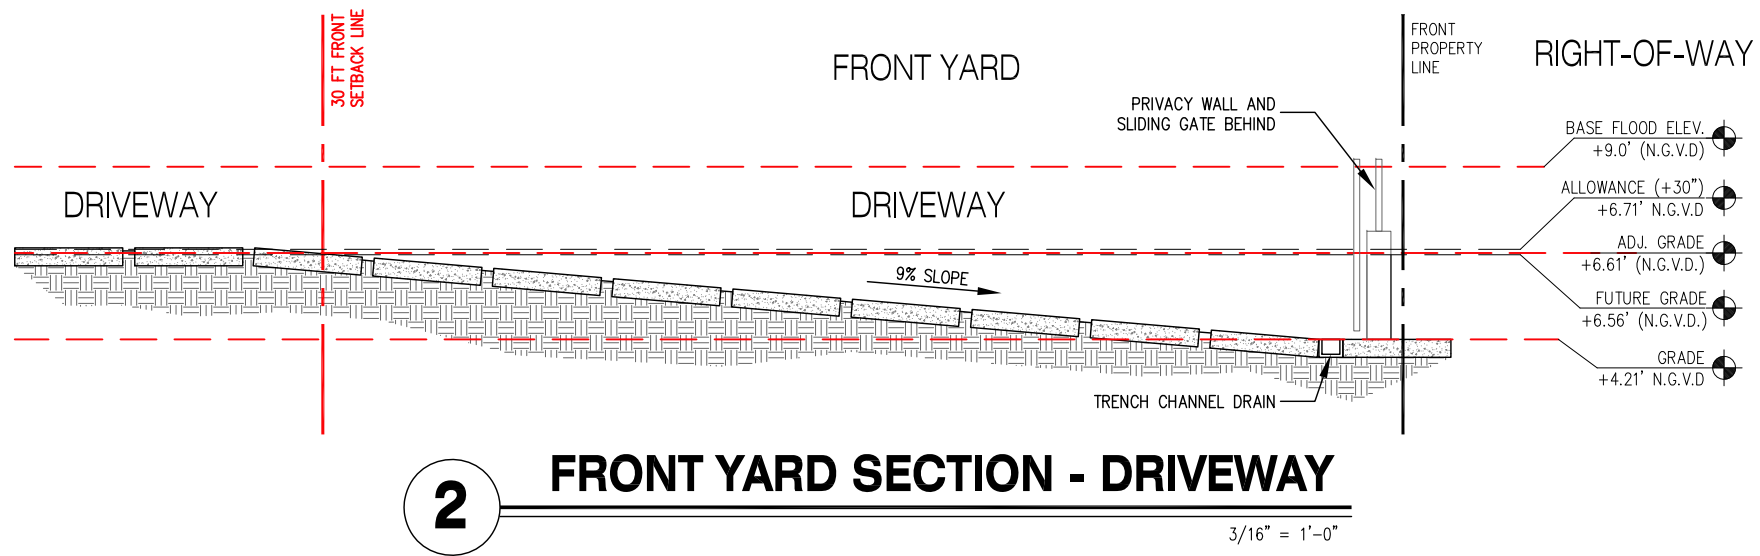 30 FT FRONT
SETBACK LINE
FRONT YARD
FRONT
PROPERTY
LINE
RIGHT-OF-WAY
PRIVACY WALL AND
SLIDING GATE BEHIND
BASE FLOOD ELEV.
+9.0' (N.G.V.D)
DRIVEWAY
DRIVEWAY
ALLOWANCE (+30")
+6.71' N.G.V.D
ADJ. GRADE
+6.61' (N.G.V.D.)
9% SLOPE
FUTURE GRADE
+6.56' (N.G.V.D.)
GRADE
+4.21' N.G.V.D
TRENCH CHANNEL DRAIN
2
FRONT YARD SECTION - DRIVEWAY
3/16" = 1'-0"